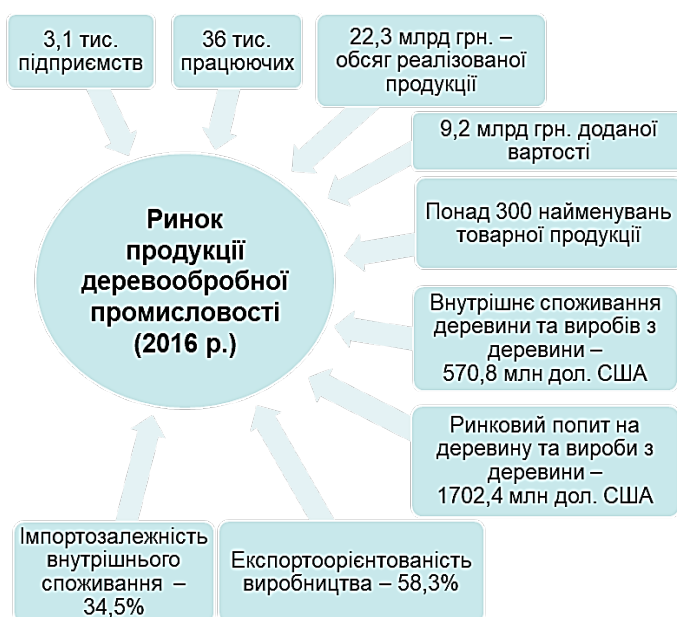 3,1 тис.
підприємств
36 тис.
працюючих
22,3 млрд грн. –
обсяг реалізованої
продукції
9,2 млрд грн. доданої
вартості
Понад 300 найменувань
товарної продукції
Ринок
продукції
деревообробної
промисловості
(2016 р.)
Внутрішнє споживання
деревини та виробів з
деревини –
570,8 млн дол. США
Ринковий попит на
деревину та вироби з
деревини –
1702,4 млн дол. США
Імпортозалежність
внутрішнього
споживання –
34,5%
Експортоорієнтованість
виробництва – 58,3%